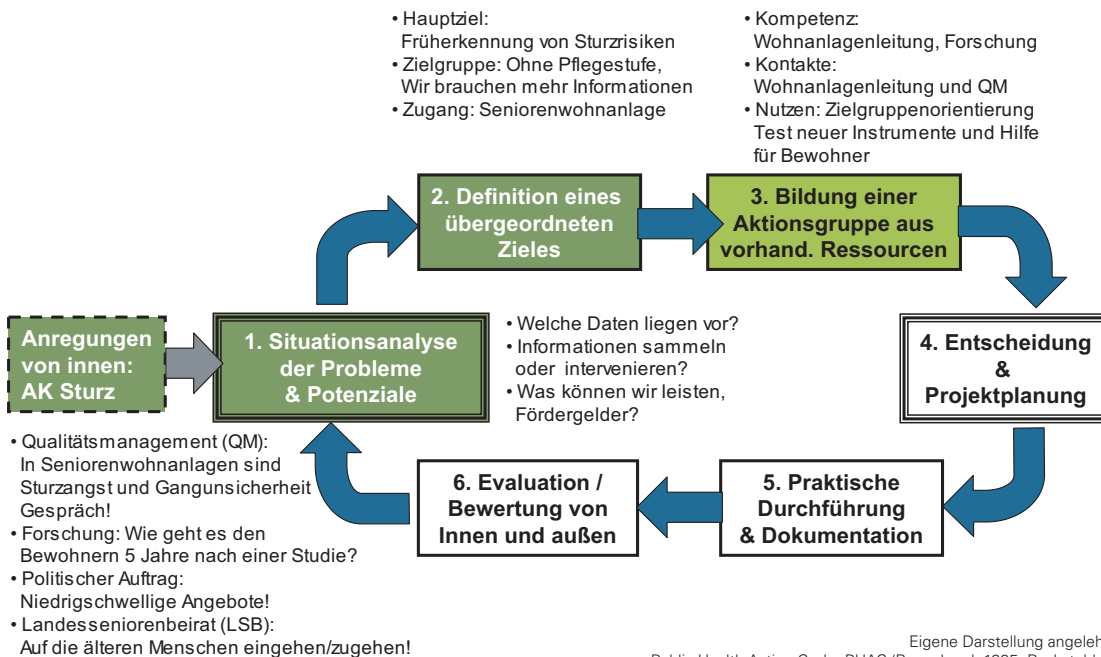 • Hauptziel:
Früherkennung von Sturzrisiken
• Zielgruppe: Ohne Pflegestufe,
Wir brauchen mehr Informationen
• Zugang: Seniorenwohnanlage
• Kompetenz:
Wohnanlagenleitung, Forschung
• Kontakte:
Wohnanlagenleitung und QM
• Nutzen: Zielgruppenorientierung
Test neuer Instrumente und Hilfe
für Bewohner
2. Definition eines
übergeordneten
Zieles
3. Bildung einer
Aktionsgruppe aus
vorhand. Ressourcen
Anregungen
von innen:
AK Sturz
1. Situationsanalyse
der Probleme
& Potenziale
• Welche Daten liegen vor?
• Informationen sammeln
oder intervenieren?
• Was können wir leisten,
Fördergelder?
4. Entscheidung
&
Projektplanung
• Qualitätsmanagement (QM):
In Seniorenwohnanlagen sind
Sturzangst und Gangunsicherheit
Gespräch!
• Forschung: Wie geht es den
Bewohnern 5 Jahre nach einer Studie?
• Politischer Auftrag:
Niedrigschwellige Angebote!
• Landesseniorenbeirat (LSB):
Auf die älteren Menschen eingehen/zugehen!
6. Evaluation /
Bewertung von
Innen und außen
5. Praktische
Durchführung
& Dokumentation
Eigene Darstellung angeleh